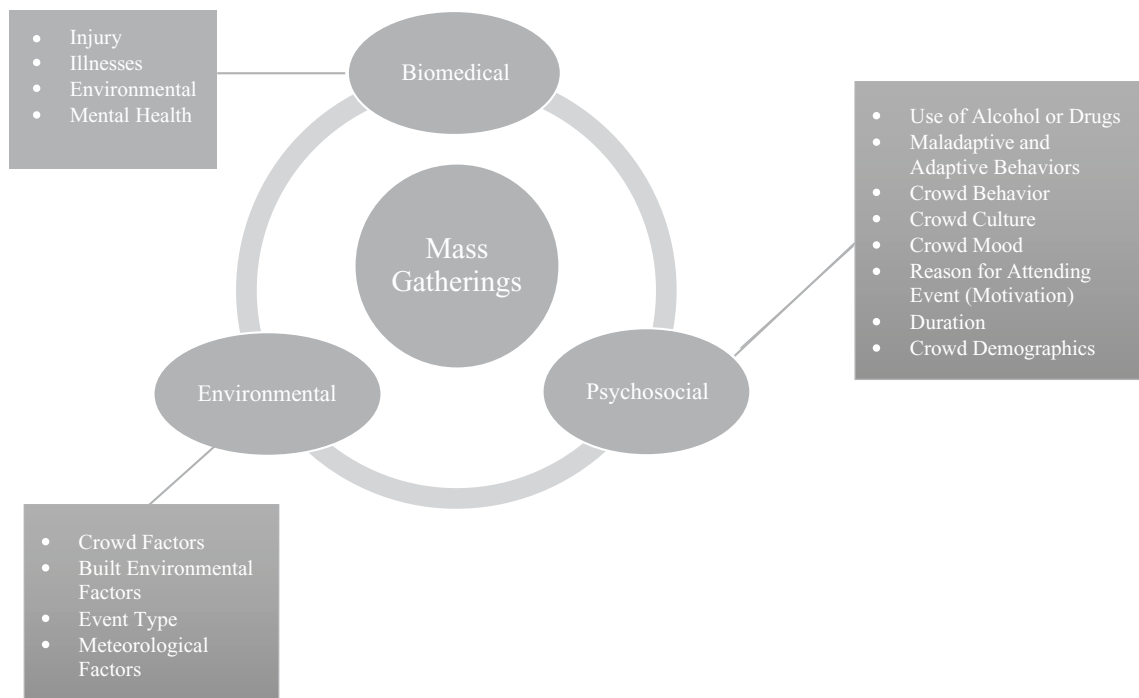 • Injury
• Illnesses
• Environmental
• Mental Health
Biomedical
• Use of Alcohol or Drugs
• Maladaptive and
Adaptive Behaviors
• Crowd Behavior
• Crowd Culture
• Crowd Mood
• Reason for Attending
Event (Motivation)
• Duration
• Crowd Demographics
Mass
Gatherings
Environmental
Psychosocial
• Crowd Factors
• Built Environmental
Factors
• Event Type
• Meteorological
Factors